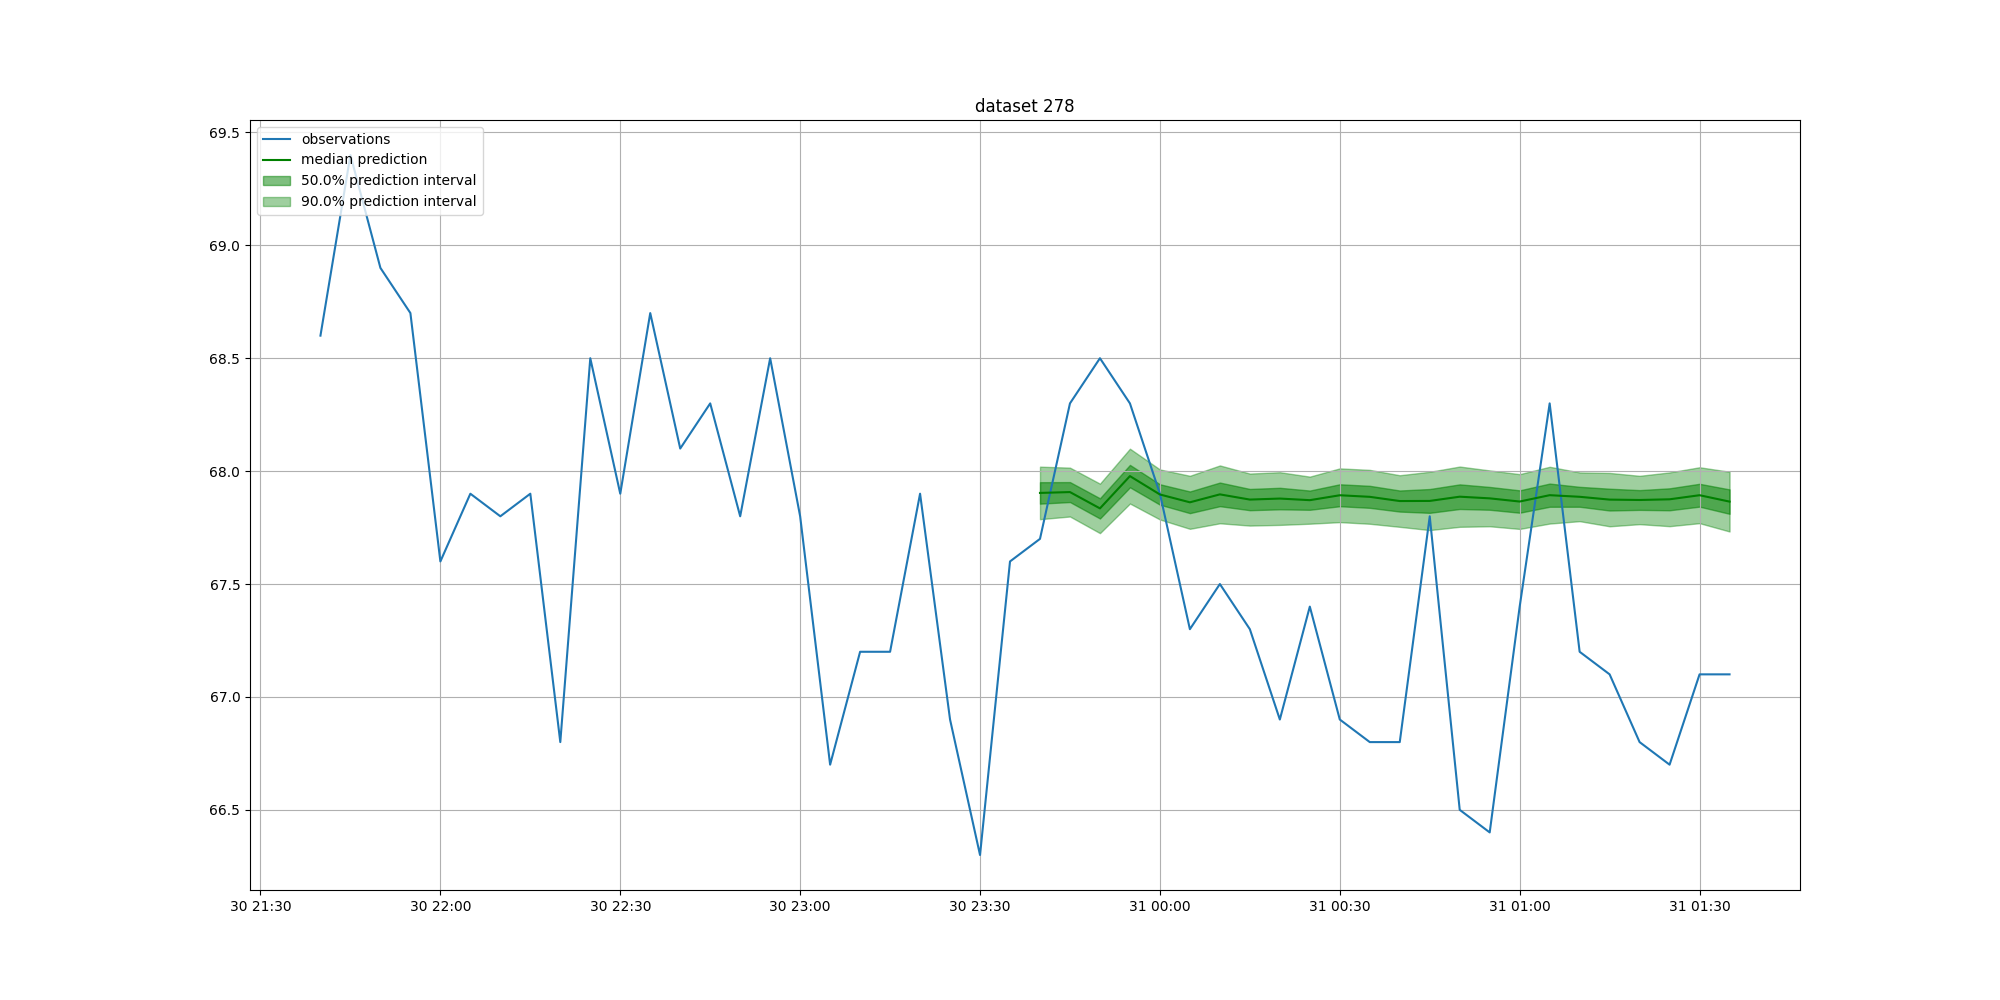 dataset 278
69.5
69.0
68.5
68.0
67.5
67.0
66.5
observations
median prediction
50.0% prediction interval
90.0% prediction interval
30 21:30 30 22:00 30 22:30 30 23:00 30 23:30 31 00:00 31 00:30 31 01:00 31 01:30